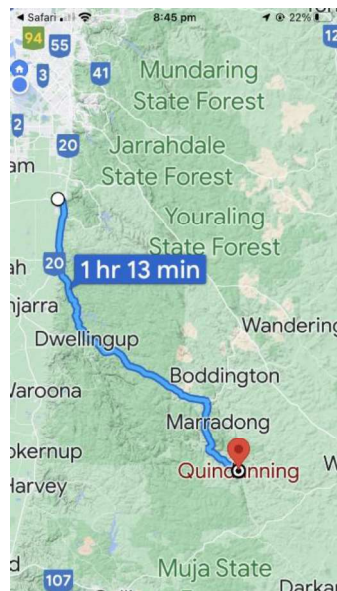 Safari
8:45 pm
22%
94
55
12
3
41
Mundaring
State Forest
2
20
Jarrahdale
State Forest
am
Youraling
State Forest
ah
20
1 hr 13 min
njarra
Wandering
Dwellingup
Boddington
Waroona
Marradong
okernup
Quindanning
W
Harvey
d
Muja State
107
Darka